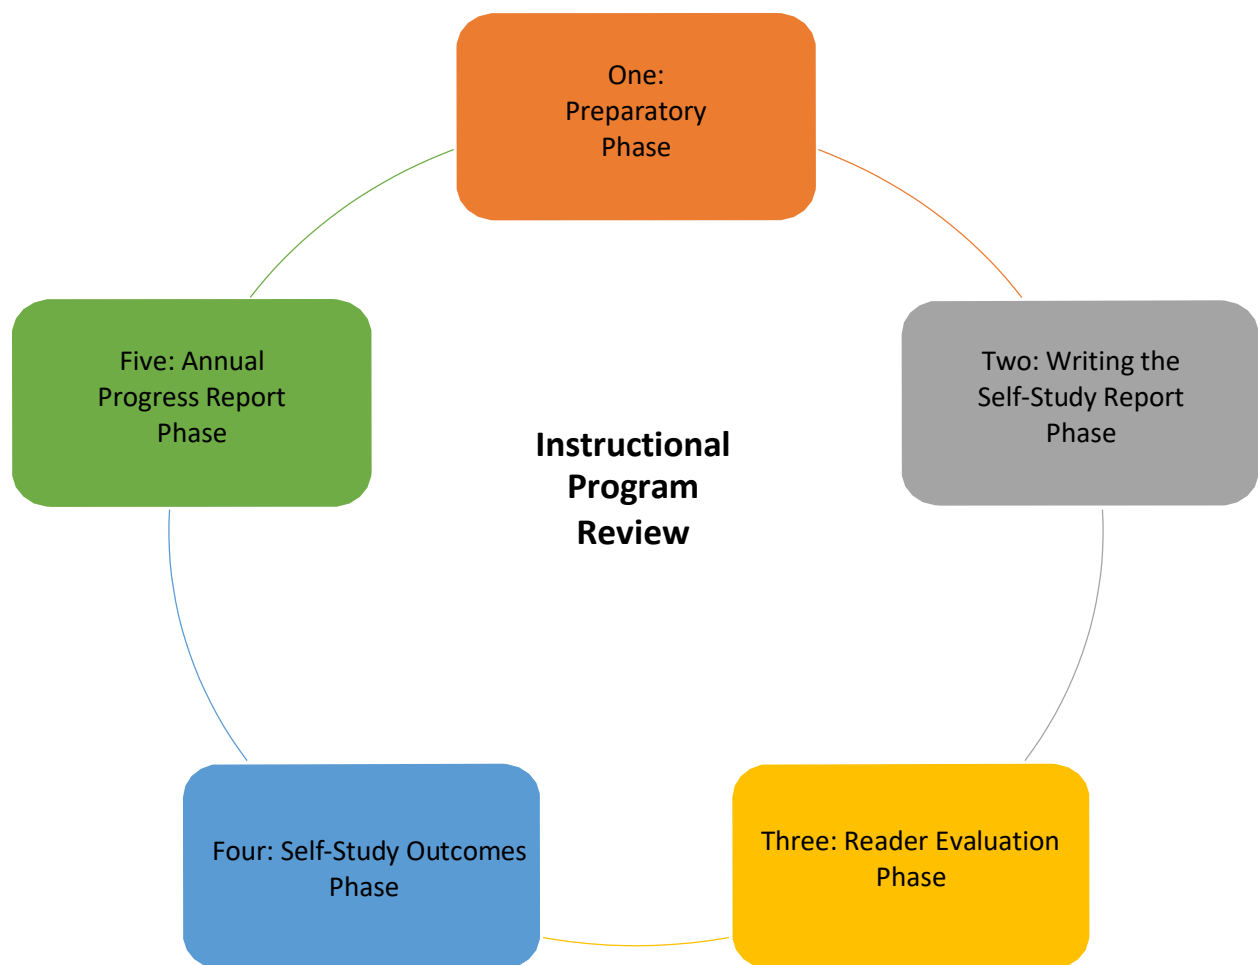 One:
Preparatory
Phase
Two: Writing the
Self-Study Report
Phase
Three: Reader Evaluation
Phase
Four: Self-Study Outcomes
Phase
Five: Annual
Progress Report
Phase
Instructional
Program
Review